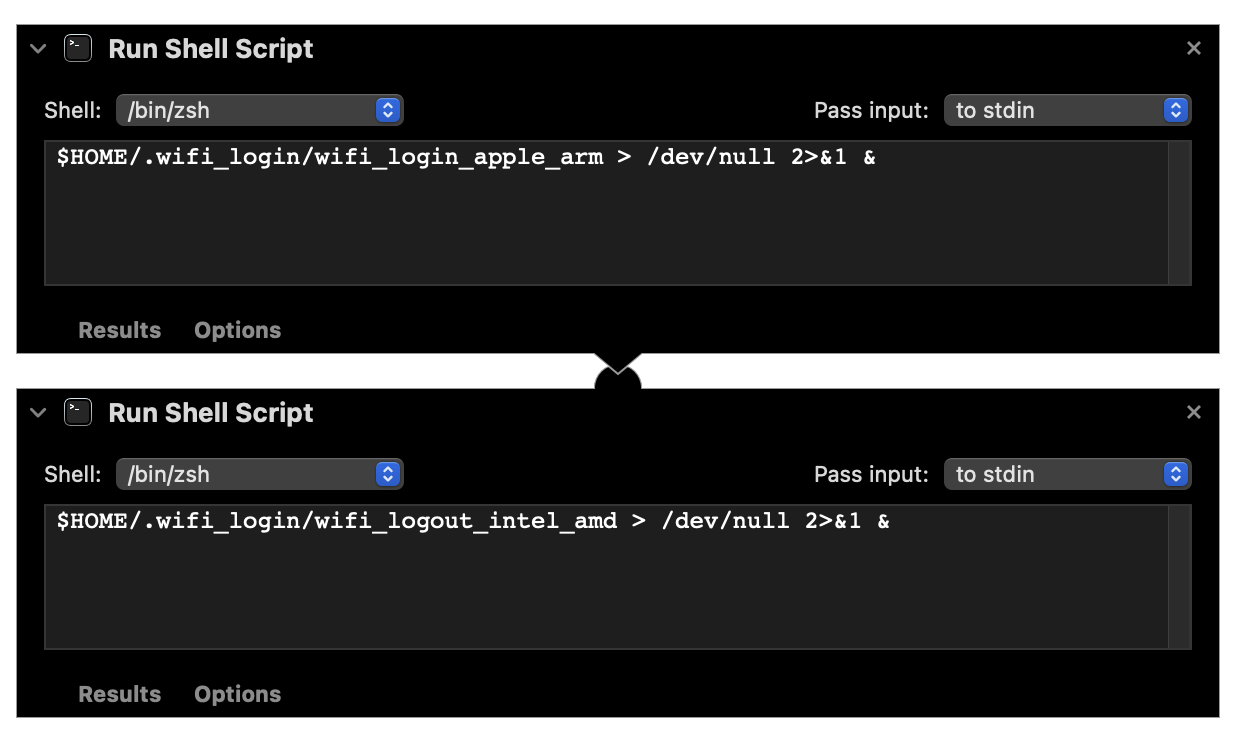 Run Shell Script
Shell: /bin/zsh Pass input: to stdin
$HOME/.wifi_login/wifi_login_apple_arm > /dev/null 2>&1 &
Results Options
Run Shell Script
Shell: /bin/zsh Pass input: to stdin
$HOME/.wifi_login/wifi_logout_intel_amd > /dev/null 2>&1 &
Results Options